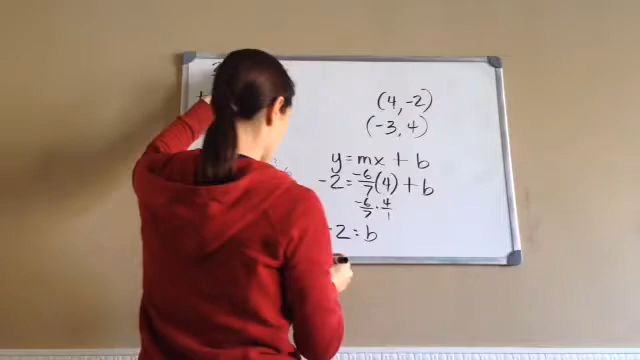 (4, -2)
(-3, 4)
y = mx + b
-2 = -6/7 (4) + b
-6/7 · 4/1
-2 = b